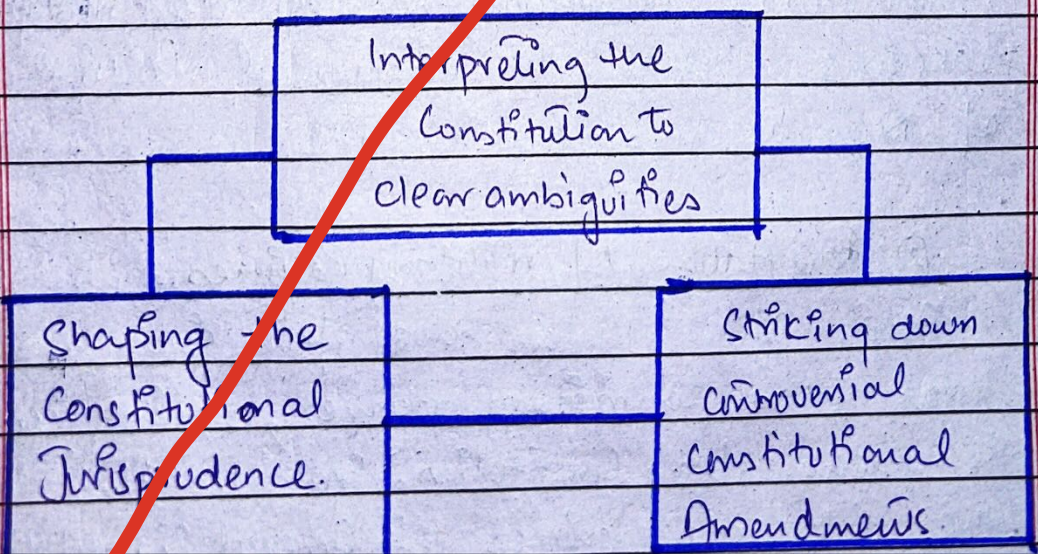 Interpreting the
Constitution to
clear ambiguities
Shaping the
Constitutional
Jurisprudence.
Striking down
controversial
constitutional
Amendments.